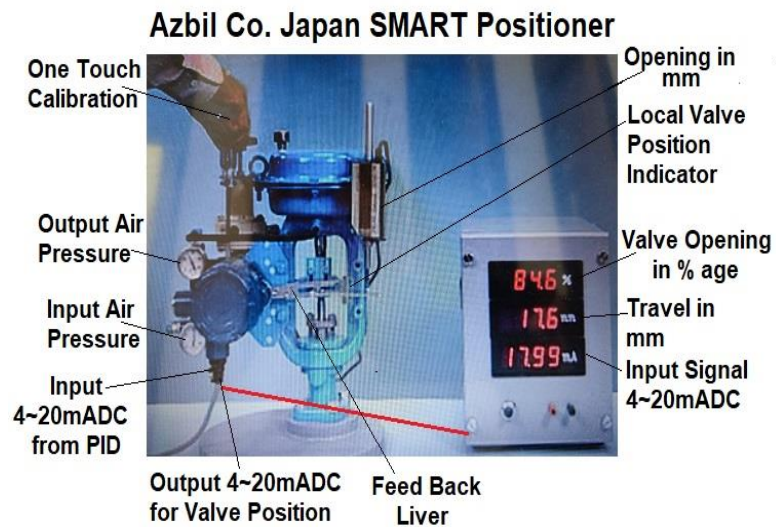 Azbil Co. Japan SMART Positioner
One Touch
Calibration
Opening in
mm
Local Valve
Position
Indicator
Output Air
Pressure
Valve Opening
in % age
84.6 %
Input Air
Pressure
Travel in
mm
17.6 mm
17.99 mA
Input Signal
4~20mADC
Input
4~20mADC
from PID
Output 4~20mADC
for Valve Position
Feed Back
Liver